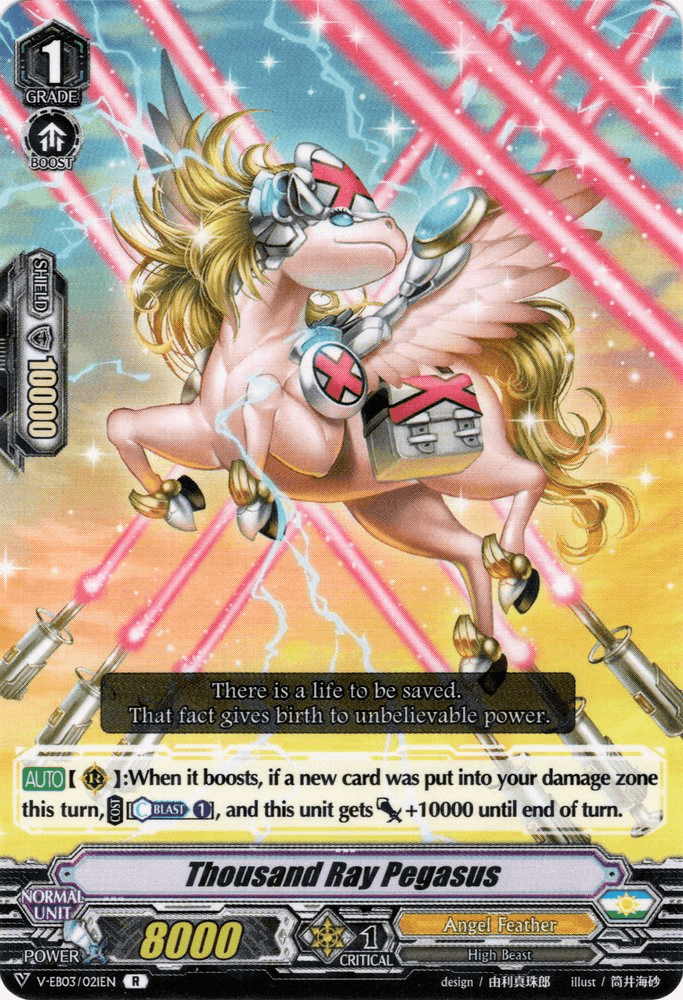 1
GRADE
BOOST
SHIELD
10000
There is a life to be saved.
That fact gives birth to unbelievable power.
AUTO【 R 】:When it boosts, if a new card was put into your damage zone
this turn, COST [C BLAST 1], and this unit gets +10000 until end of turn.
Thousand Ray Pegasus
NORMAL
UNIT
POWER 8000
1
CRITICAL
Angel Feather
High Beast
V-EB03/021EN R
design / 由利真珠郎 illust / 筒井海砂